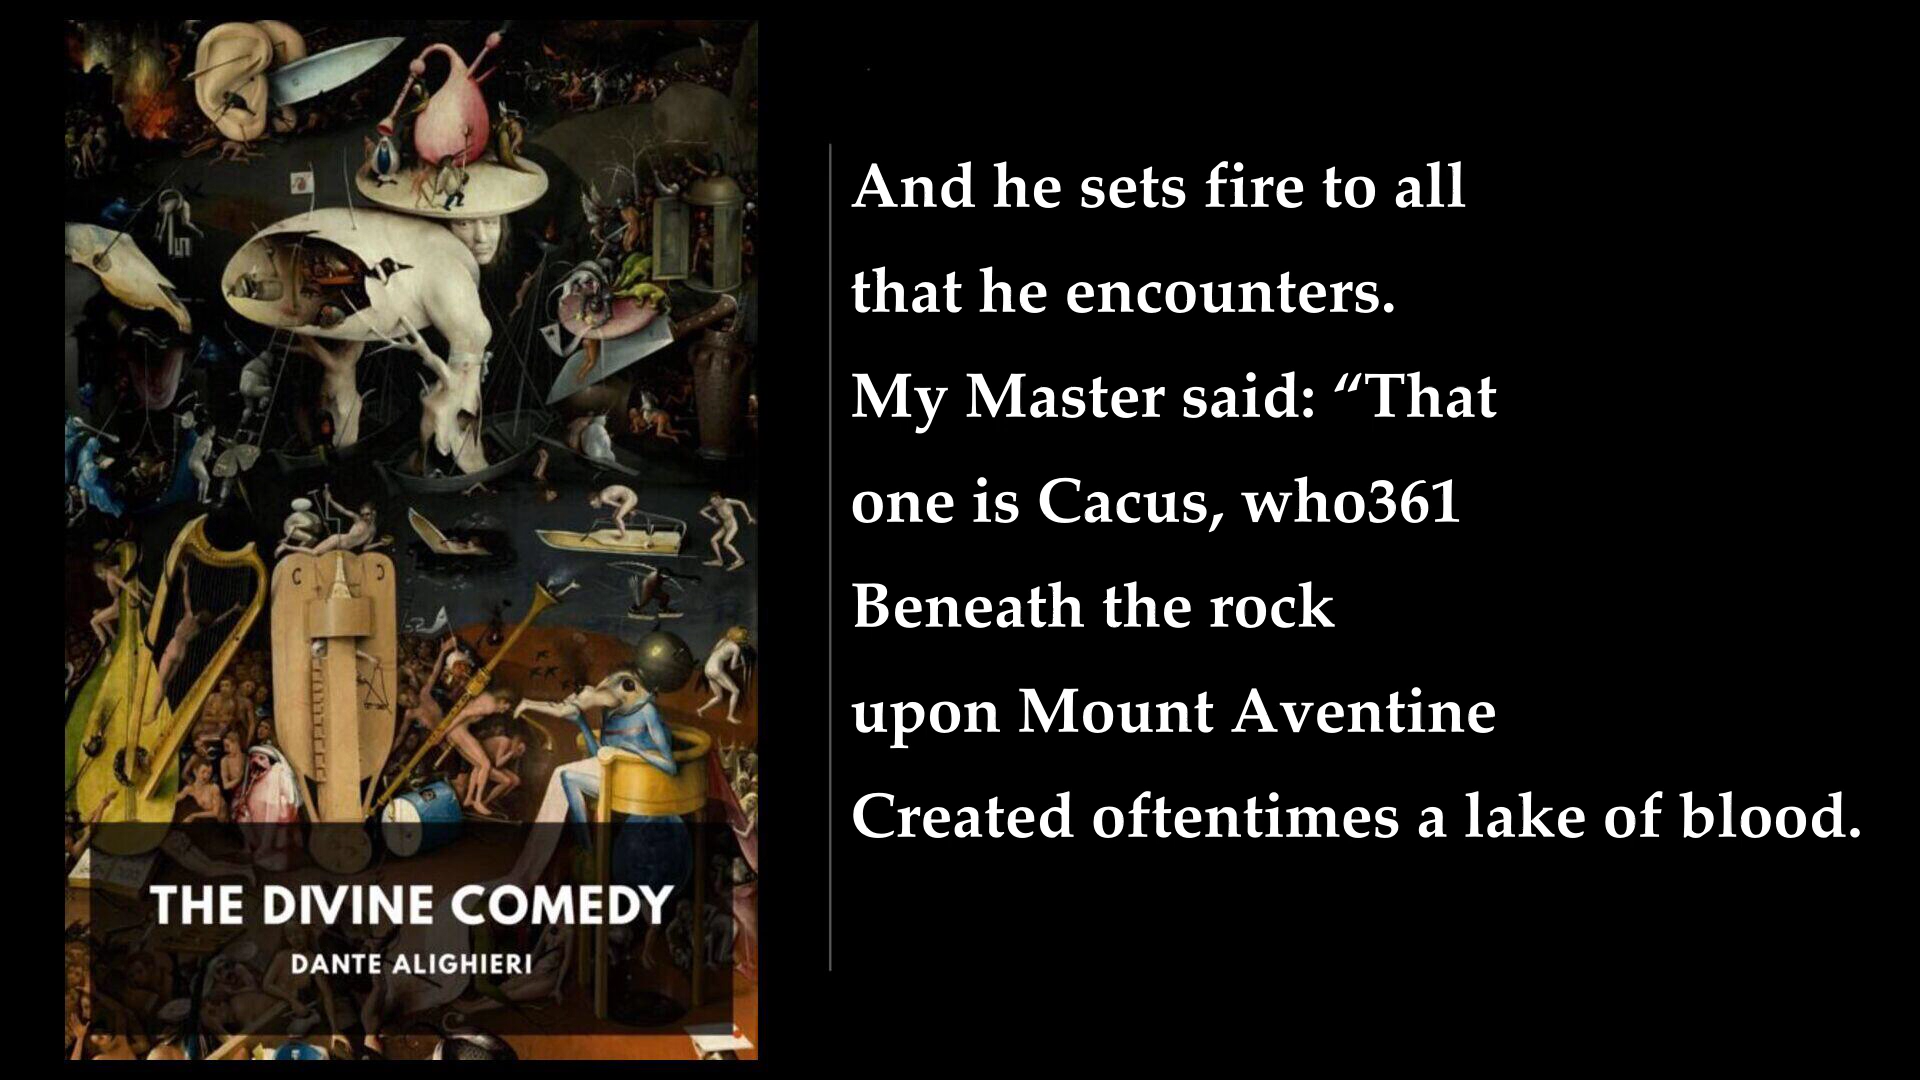 And he sets fire to all
that he encounters.
My Master said: “That
one is Cacus, who361
Beneath the rock
upon Mount Aventine
Created oftentimes a lake of blood.
THE DIVINE COMEDY
DANTE ALIGHIERI